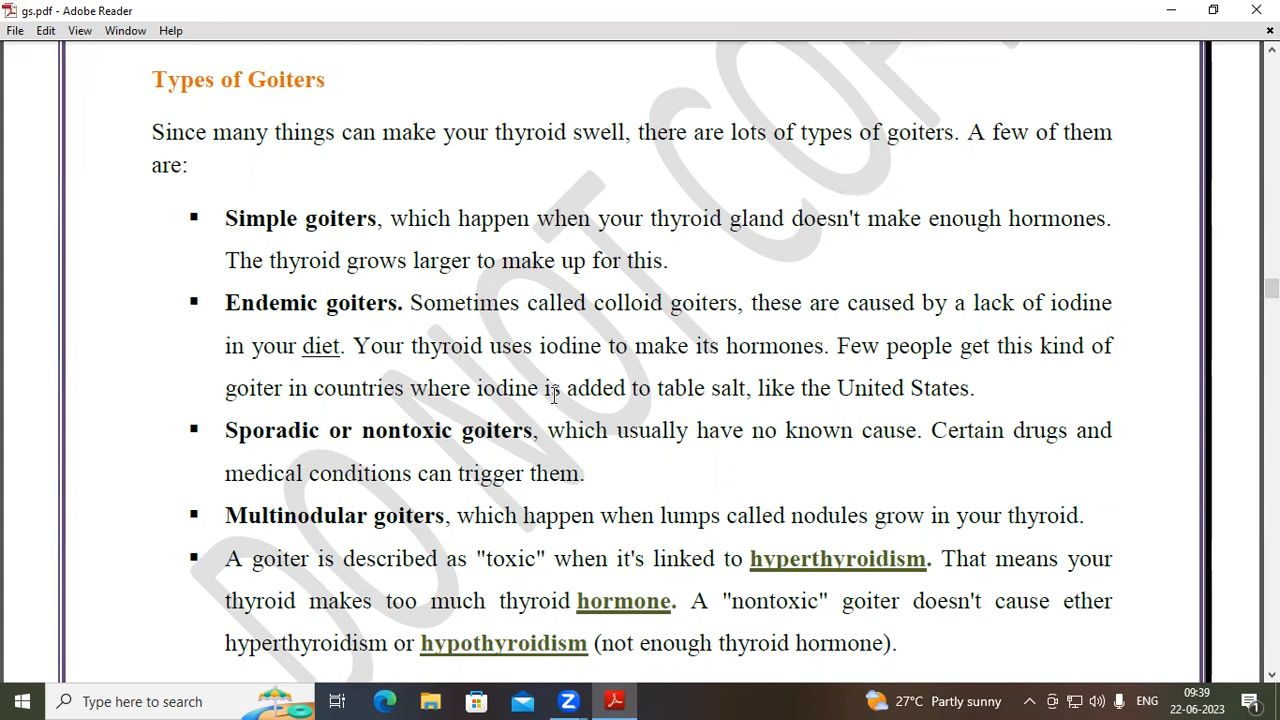 gs.pdf - Adobe Reader
File Edit View Window Help
Types of Goiters
Since many things can make your thyroid swell, there are lots of types of goiters. A few of them
are:
▪ Simple goiters, which happen when your thyroid gland doesn't make enough hormones.
The thyroid grows larger to make up for this.
▪ Endemic goiters. Sometimes called colloid goiters, these are caused by a lack of iodine
in your diet. Your thyroid uses iodine to make its hormones. Few people get this kind of
goiter in countries where iodine is added to table salt, like the United States.
▪ Sporadic or nontoxic goiters, which usually have no known cause. Certain drugs and
medical conditions can trigger them.
▪ Multinodular goiters, which happen when lumps called nodules grow in your thyroid.
▪ A goiter is described as "toxic" when it's linked to hyperthyroidism. That means your
thyroid makes too much thyroid hormone. A "nontoxic" goiter doesn't cause ether
hyperthyroidism or hypothyroidism (not enough thyroid hormone).
DO NOT COP
Type here to search
27°C Partly sunny
ENG
09:39
22-06-2023
1